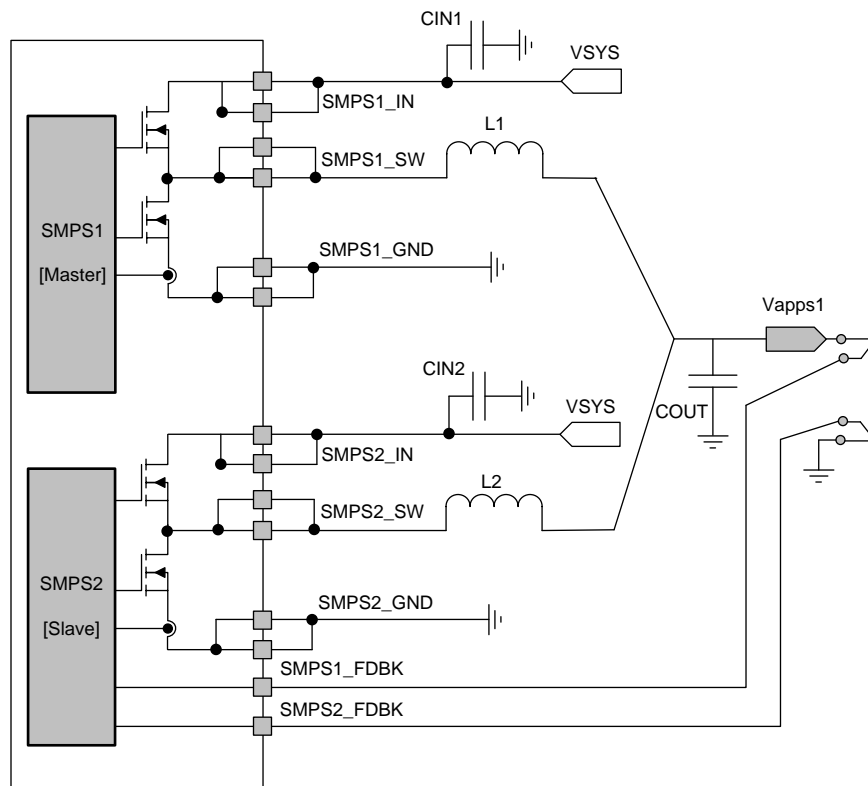 CIN1
VSYS
SMPS1_IN
L1
SMPS1_SW
SMPS1
[Master]
SMPS1_GND
Vapps1
CIN2
VSYS
COUT
SMPS2_IN
L2
SMPS2_SW
SMPS2
[Slave]
SMPS2_GND
SMPS1_FDBK
SMPS2_FDBK